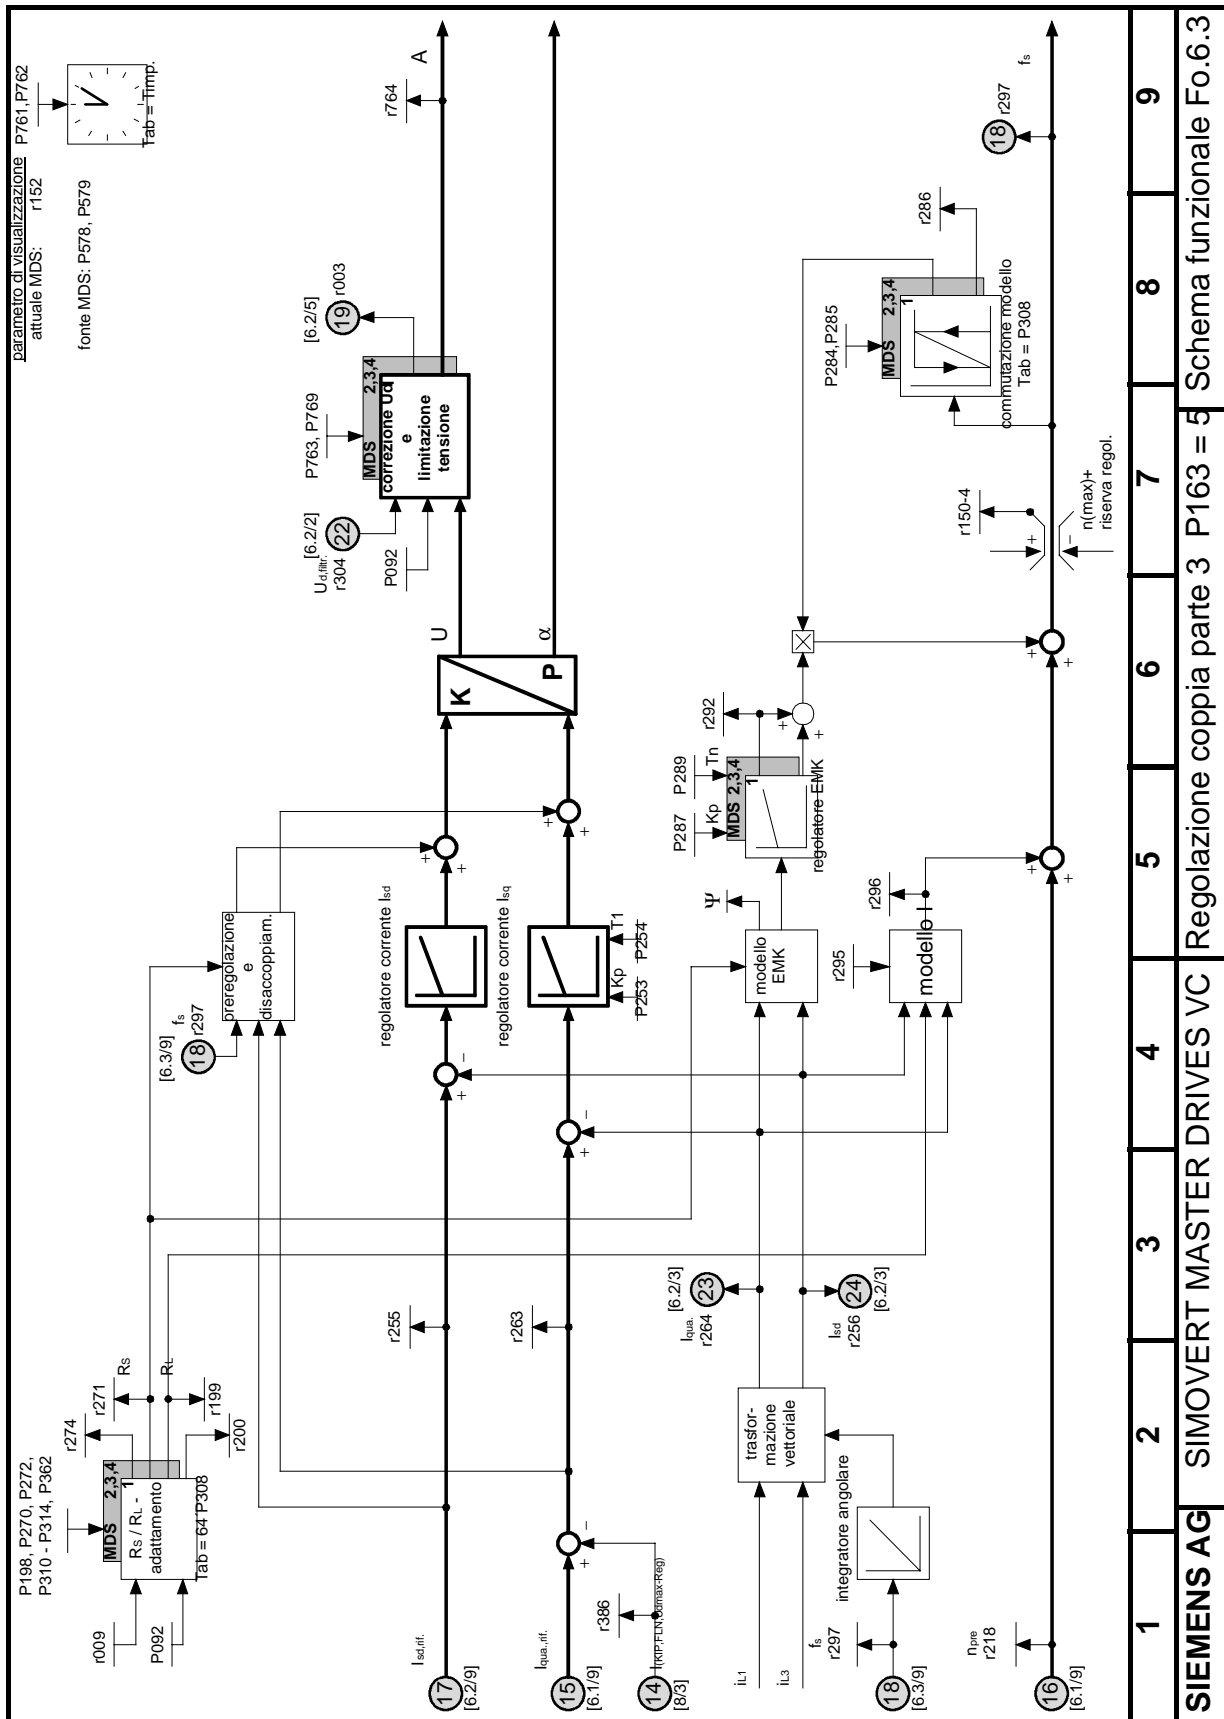 P198, P270, P272,
P310 - P314, P362
r009
P092
MDS 2,3,4
1
Rs / RL -
adattamento
Tab = 64*P308
r274
r271
Rs
RL
r199
r200
[6.3/9]
18
fs
r297
preregolazione
e
disaccoppiam.
parametro di visualizzazione
attuale MDS: r152
fonte MDS: P578, P579
P761,P762
Tab = Timp.
Isd,rif.
17
[6.2/9]
r255
+
−
regolatore corrente Isd
+
+
K
P
U
α
Ud,filtr.
r304
[6.2/2]
22
P092
P763, P769
MDS 2,3,4
correzione Ud
e
limitazione
tensione
[6.2/5]
19
r003
r764
A
Iqua.,rif.
15
[6.1/9]
+
−
r386
14
[8/3]
I(KIP,FLN,Udmax-Reg)
r263
+
−
regolatore corrente Isq
Kp
P253
T1
P254
+
+
iL1
iL3
trasfor-
mazione
vettoriale
integratore angolare
fs
r297
18
[6.3/9]
Iqua.
r264
[6.2/3]
23
Isd
r256
24
[6.2/3]
modello
EMK
Ψ
r295
modello I
r296
P287
Kp
P289
Tn
MDS 2,3,4
1
regolatore EMK
r292
+
+
P284,P285
MDS 2,3,4
1
commutazione modello
Tab = P308
r286
npre
r218
16
[6.1/9]
+
+
+
+
r150-4
+
−
n(max)+
riserva regol.
18
r297
fs
1 2 3 4 5 6 7 8 9
SIEMENS AG SIMOVERT MASTER DRIVES VC Regolazione coppia parte 3 P163 = 5 Schema funzionale Fo.6.3